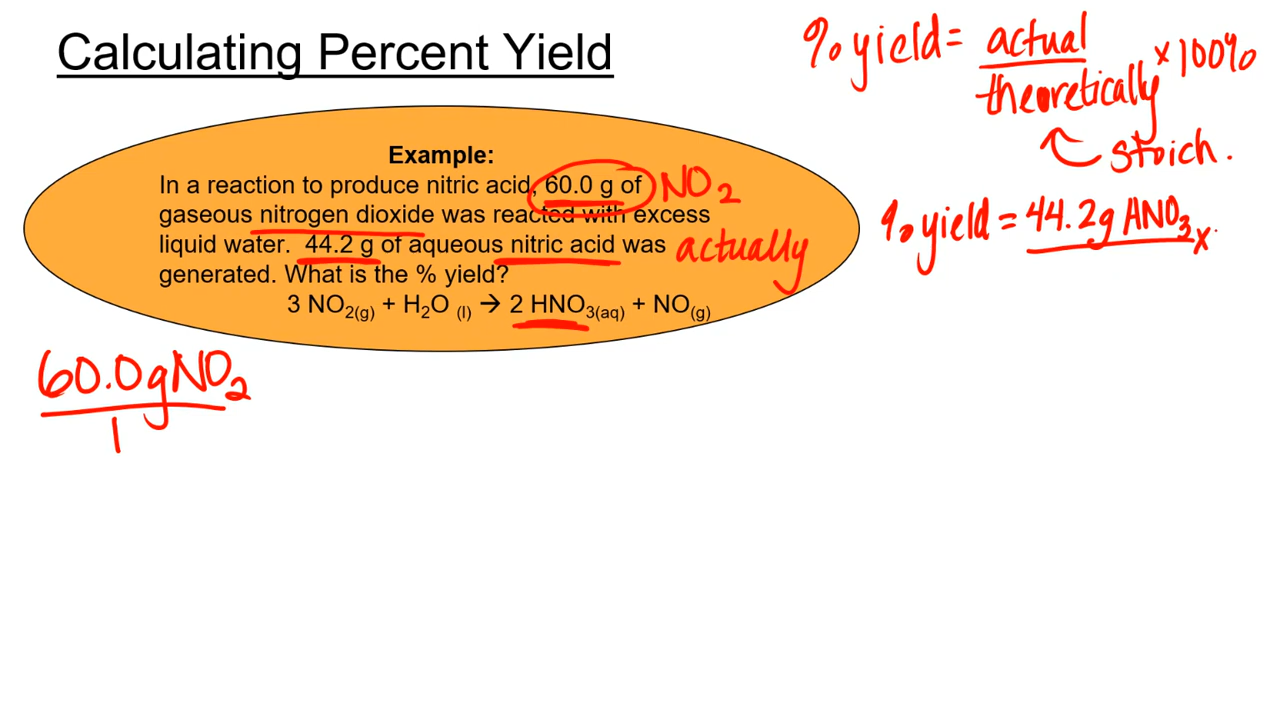 Calculating Percent Yield
% yield = actual / theoretically × 100%
stoich.
Example:
In a reaction to produce nitric acid, 60.0 g of
NO2
gaseous nitrogen dioxide was reacted with excess
liquid water. 44.2 g of aqueous nitric acid was
actually
generated. What is the % yield?
3 NO2(g) + H2O (l) → 2 HNO3(aq) + NO(g)
% yield = 44.2g HNO3 x
60.0g NO2
1